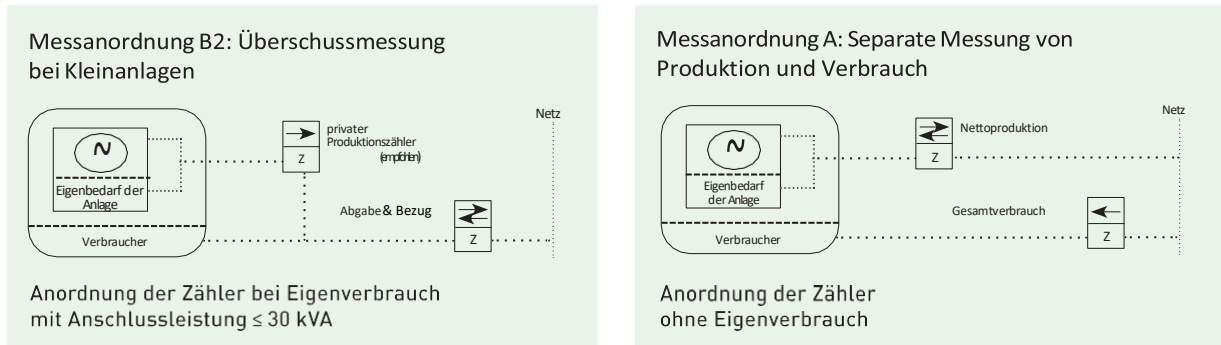 Messanordnung B2: Überschussmessung
bei Kleinanlagen
Netz
privater
Produktionszähler
(empfohlen)
Z
~
Eigenbedarf der
Anlage
Abgabe & Bezug
Z
Verbraucher
Anordnung der Zähler bei Eigenverbrauch
mit Anschlussleistung ≤ 30 kVA
Messanordnung A: Separate Messung von
Produktion und Verbrauch
Netz
Nettoproduktion
Z
~
Eigenbedarf
der Anlage
Gesamtverbrauch
Z
Verbraucher
Anordnung der Zähler
ohne Eigenverbrauch